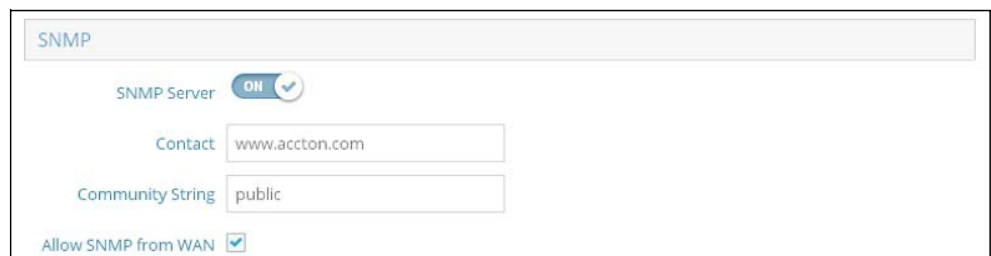 SNMP
SNMP Server ON
Contact www.accton.com
Community String public
Allow SNMP from WAN